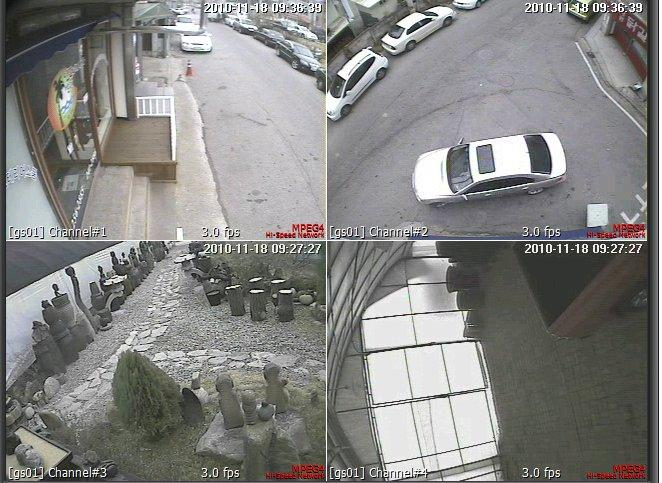 2010-11-18 09:36:39
[gs01] Channel#1 3.0 fps MPEG4
Hi-Speed Network
2010-11-18 09:36:39
[gs01] Channel#2 3.0 fps MPEG4
Hi-Speed Network
2010-11-18 09:27:27
[gs01] Channel#3 3.0 fps MPEG4
Hi-Speed Network
2010-11-18 09:27:27
[gs01] Channel#4 3.0 fps MPEG4
Hi-Speed Network